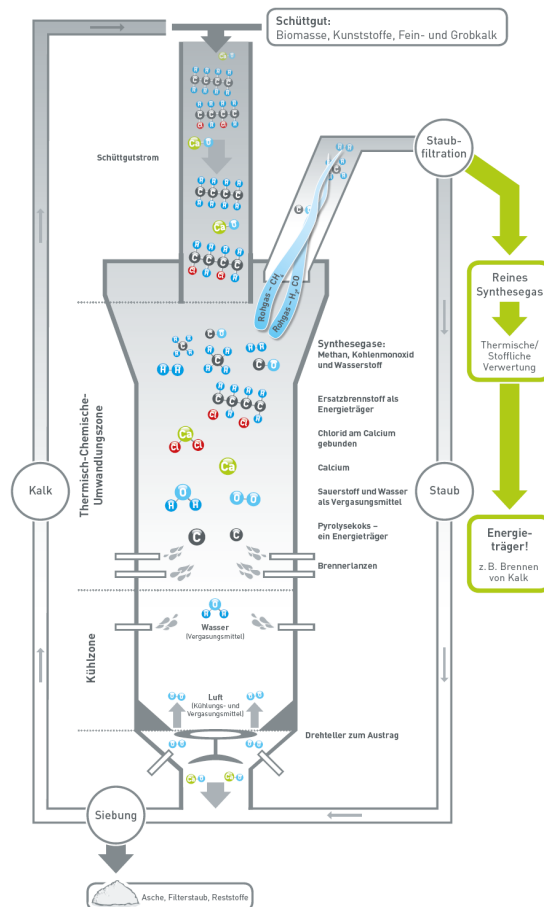 Schüttgut:
Biomasse, Kunststoffe, Fein- und Grobkalk
Schüttgutstrom
Staub-
filtration
Rohgas – CH₄
Rohgas – H₂, CO
Reines
Synthesegas
Thermische/
Stoffliche
Verwertung
Synthesegase:
Methan, Kohlenmonoxid
und Wasserstoff
Ersatzbrennstoff als
Energieträger
Chlorid am Calcium
gebunden
Calcium
Sauerstoff und Wasser
als Vergasungsmittel
Pyrolysekoks –
ein Energieträger
Brennerlanzen
Thermisch-Chemische-
Umwandlungszone
Kalk
Staub
Energie-
träger!
z. B. Brennen
von Kalk
Wasser
(Vergasungsmittel)
Kühlzone
Luft
(Kühlungs- und
Vergasungsmittel)
Drehteller zum Austrag
Siebung
Asche, Filterstaub, Reststoffe